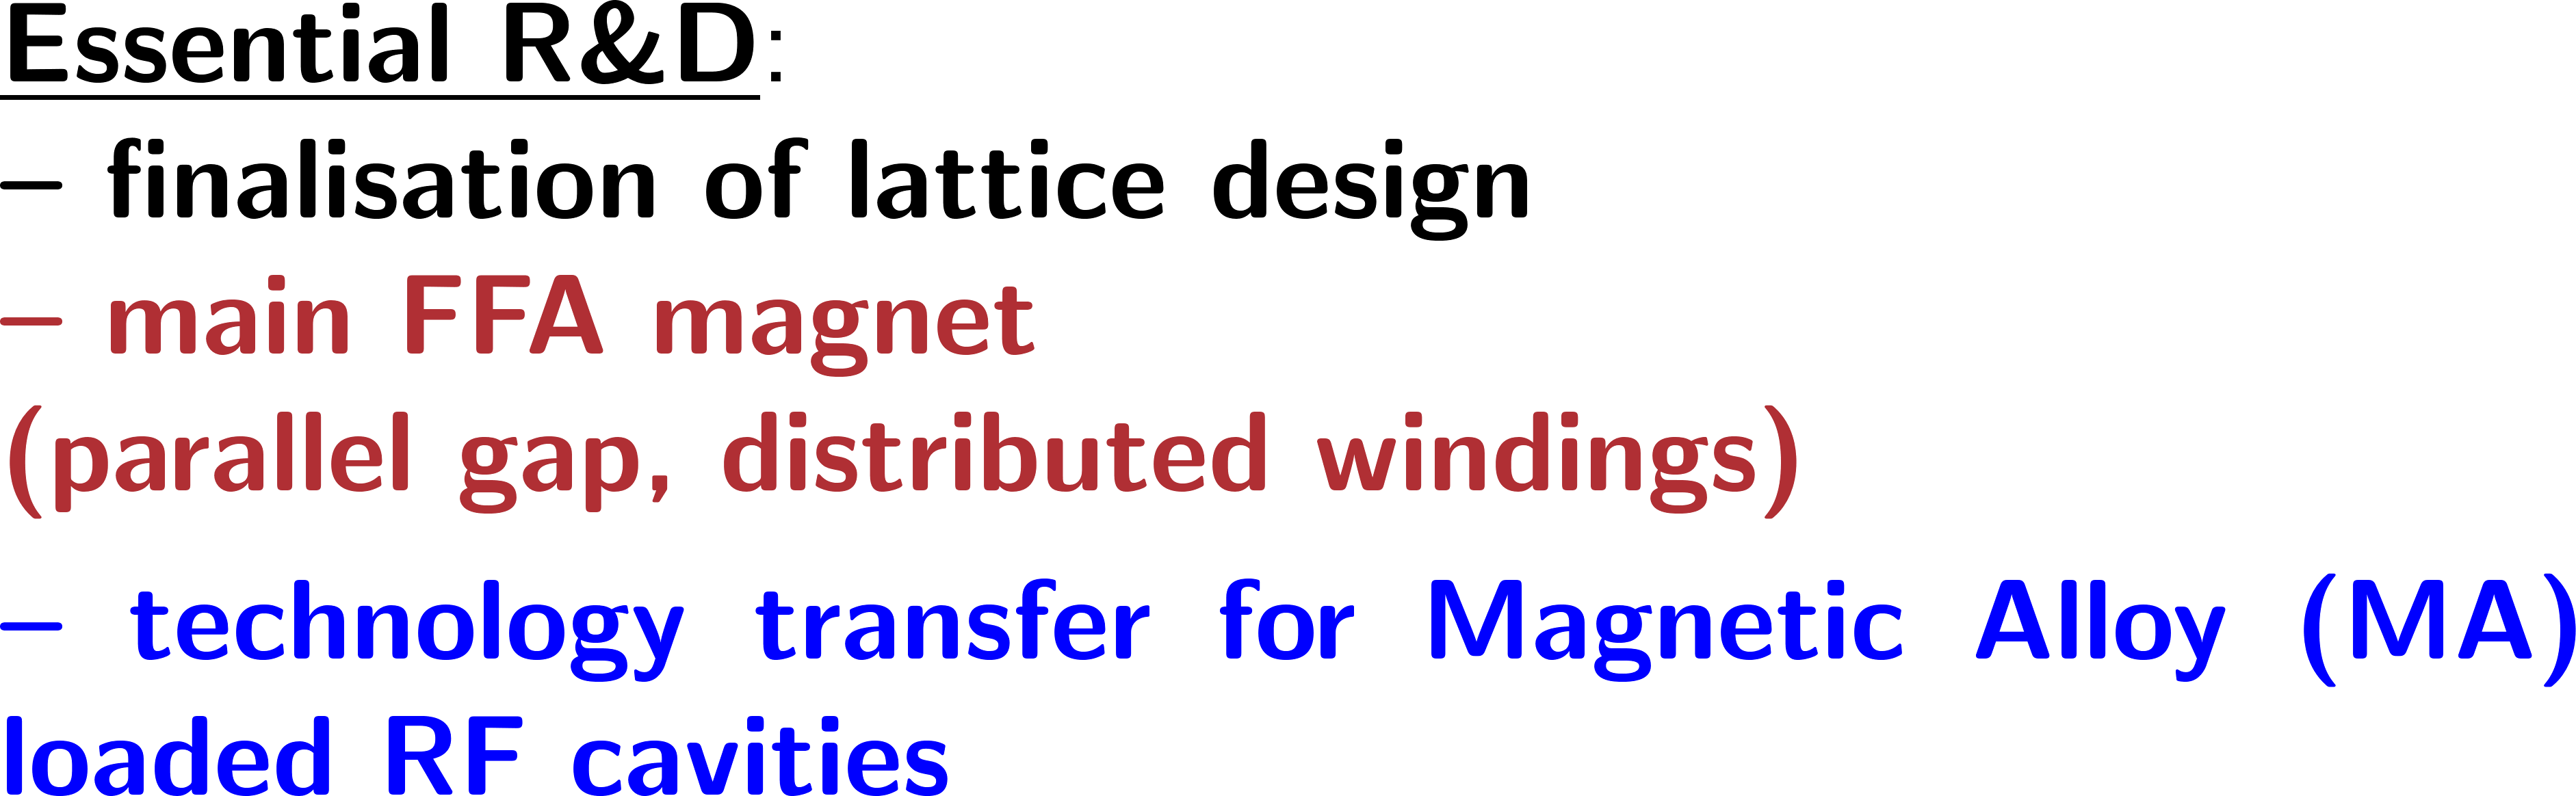 Essential R&D:
– finalisation of lattice design
– main FFA magnet
(parallel gap, distributed windings)
– technology transfer for Magnetic Alloy (MA)
loaded RF cavities